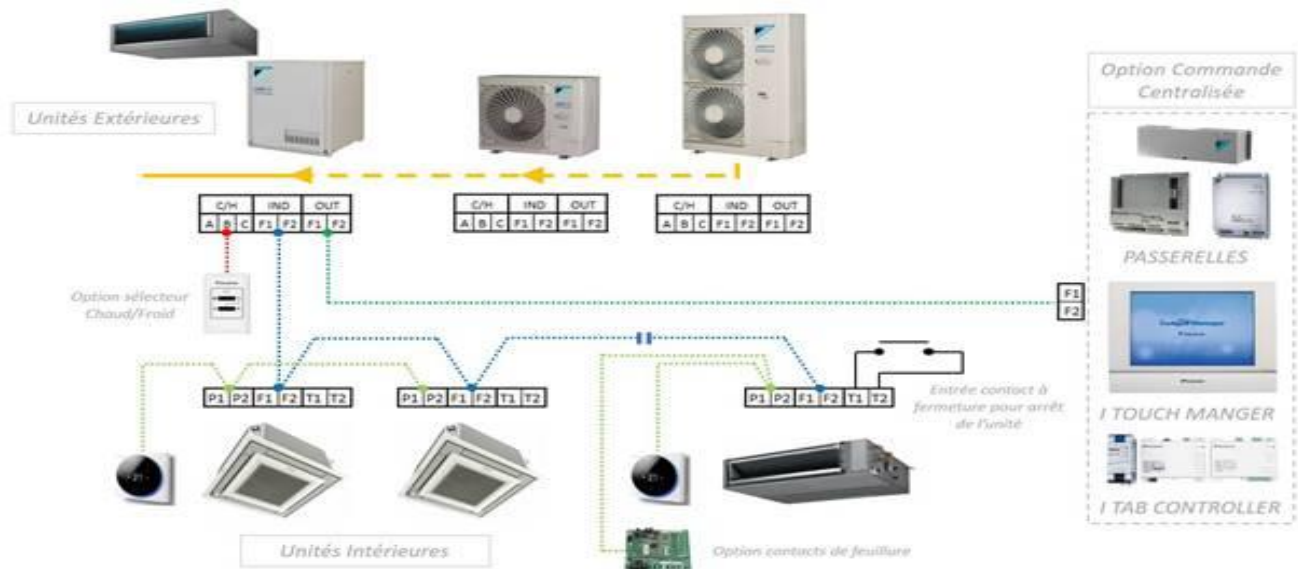 Unités Extérieures
C/H IND OUT
A B C F1 F2 F1 F2
C/H IND OUT
A B C F1 F2 F1 F2
C/H IND OUT
A B C F1 F2 F1 F2
Option sélecteur
Chaud/Froid
P1 P2 F1 F2 T1 T2
P1 P2 F1 F2 T1 T2
P1 P2 F1 F2 T1 T2
Entrée contact à
fermeture pour arrêt
de l'unité
Unités Intérieures
Option contacts de feuillure
Option Commande
Centralisée
PASSERELLES
F1
F2
I TOUCH MANGER
I TAB CONTROLLER